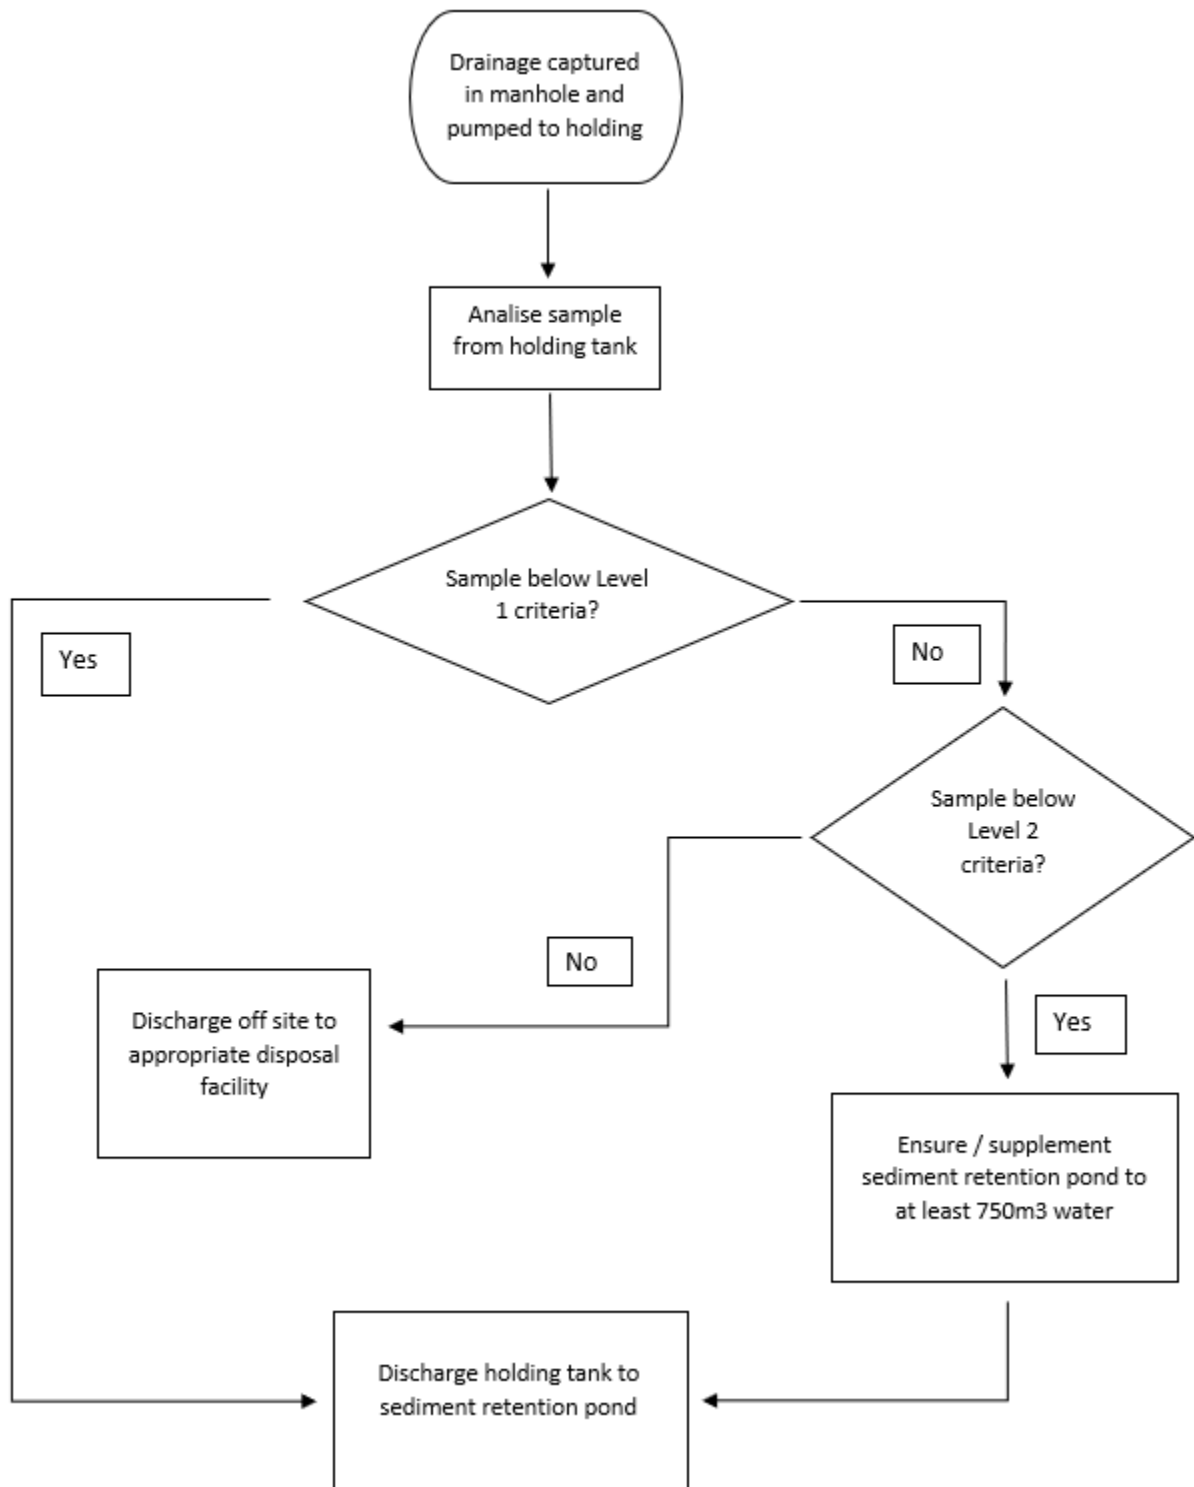 Drainage captured
in manhole and
pumped to holding
Analise sample
from holding tank
Sample below Level
1 criteria?
Yes
No
Sample below
Level 2
criteria?
No
Discharge off site to
appropriate disposal
facility
Yes
Ensure / supplement
sediment retention pond to
at least 750m3 water
Discharge holding tank to
sediment retention pond